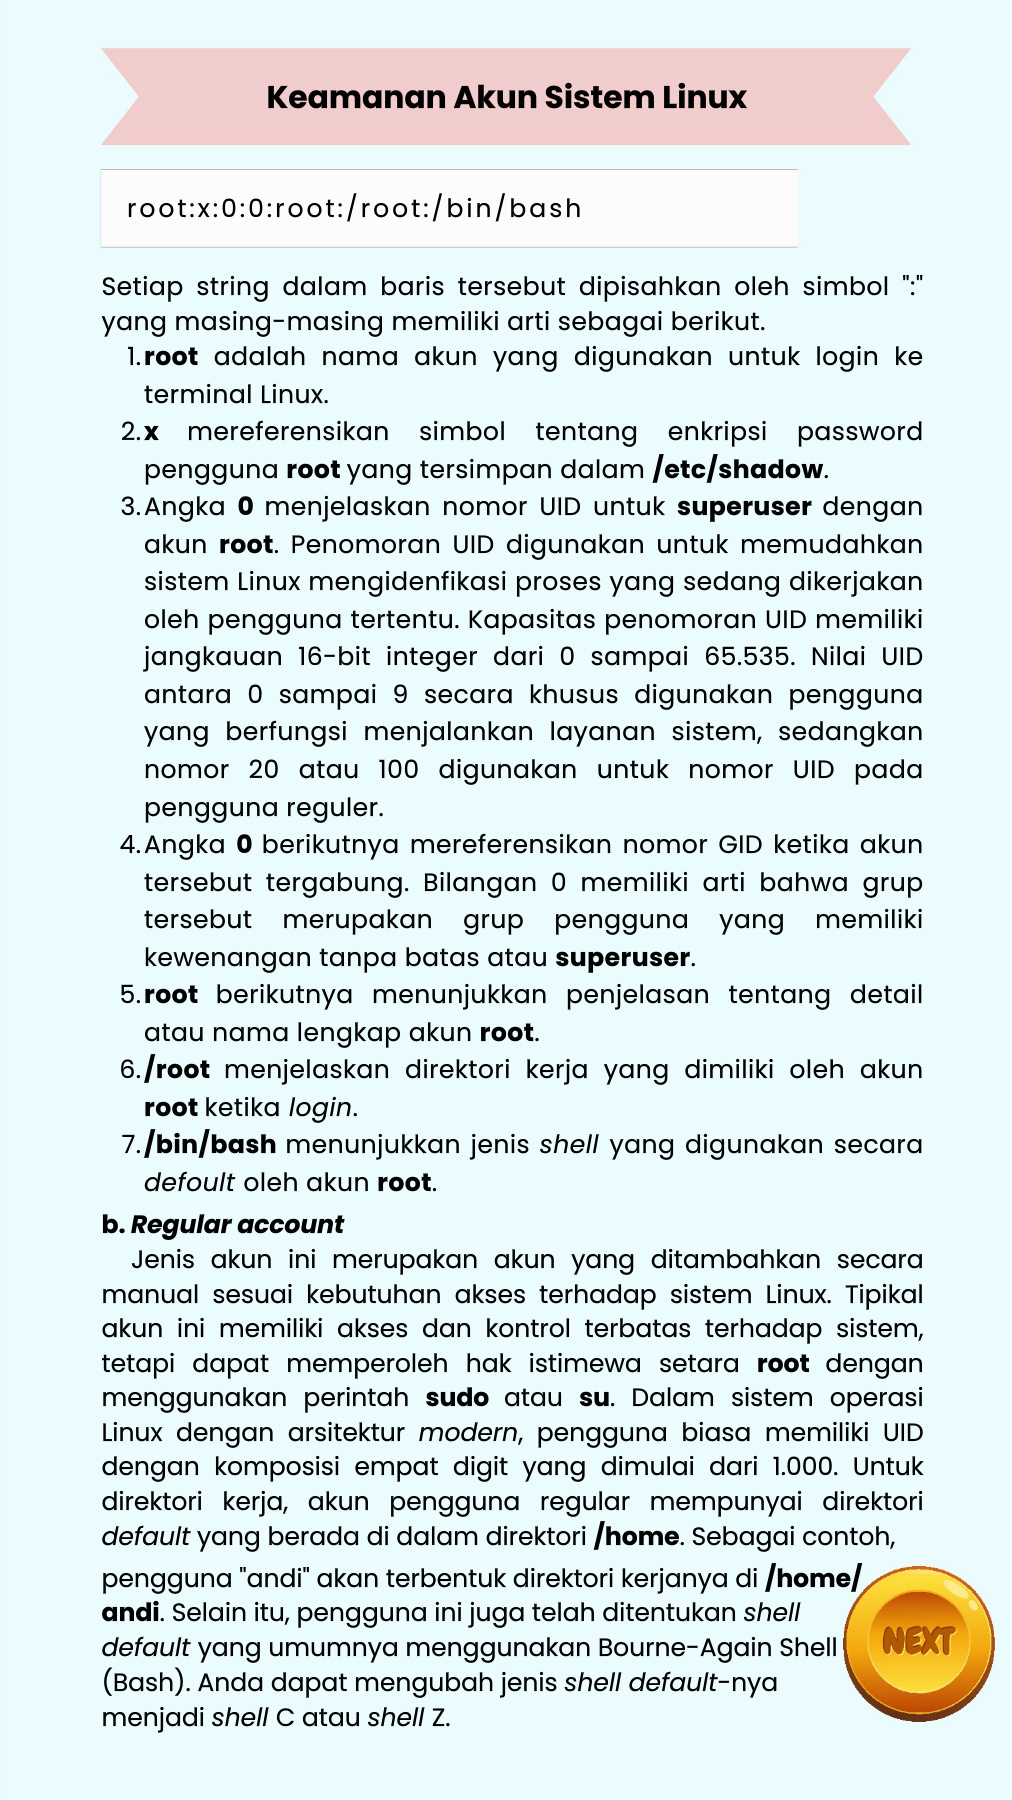 Keamanan Akun Sistem Linux
root:x:0:0:root:/root:/bin/bash
Setiap string dalam baris tersebut dipisahkan oleh simbol ":"
yang masing-masing memiliki arti sebagai berikut.
1. root adalah nama akun yang digunakan untuk login ke
terminal Linux.
2. x mereferensikan simbol tentang enkripsi password
pengguna root yang tersimpan dalam /etc/shadow.
3. Angka 0 menjelaskan nomor UID untuk superuser dengan
akun root. Penomoran UID digunakan untuk memudahkan
sistem Linux mengidenfikasi proses yang sedang dikerjakan
oleh pengguna tertentu. Kapasitas penomoran UID memiliki
jangkauan 16-bit integer dari 0 sampai 65.535. Nilai UID
antara 0 sampai 9 secara khusus digunakan pengguna
yang berfungsi menjalankan layanan sistem, sedangkan
nomor 20 atau 100 digunakan untuk nomor UID pada
pengguna reguler.
4. Angka 0 berikutnya mereferensikan nomor GID ketika akun
tersebut tergabung. Bilangan 0 memiliki arti bahwa grup
tersebut merupakan grup pengguna yang memiliki
kewenangan tanpa batas atau superuser.
5. root berikutnya menunjukkan penjelasan tentang detail
atau nama lengkap akun root.
6. /root menjelaskan direktori kerja yang dimiliki oleh akun
root ketika login.
7. /bin/bash menunjukkan jenis shell yang digunakan secara
defoult oleh akun root.
b. Regular account
Jenis akun ini merupakan akun yang ditambahkan secara
manual sesuai kebutuhan akses terhadap sistem Linux. Tipikal
akun ini memiliki akses dan kontrol terbatas terhadap sistem,
tetapi dapat memperoleh hak istimewa setara root dengan
menggunakan perintah sudo atau su. Dalam sistem operasi
Linux dengan arsitektur modern, pengguna biasa memiliki UID
dengan komposisi empat digit yang dimulai dari 1.000. Untuk
direktori kerja, akun pengguna regular mempunyai direktori
default yang berada di dalam direktori /home. Sebagai contoh,
pengguna "andi" akan terbentuk direktori kerjanya di /home/
andi. Selain itu, pengguna ini juga telah ditentukan shell
default yang umumnya menggunakan Bourne-Again Shell
(Bash). Anda dapat mengubah jenis shell default-nya
menjadi shell C atau shell Z.
NEXT